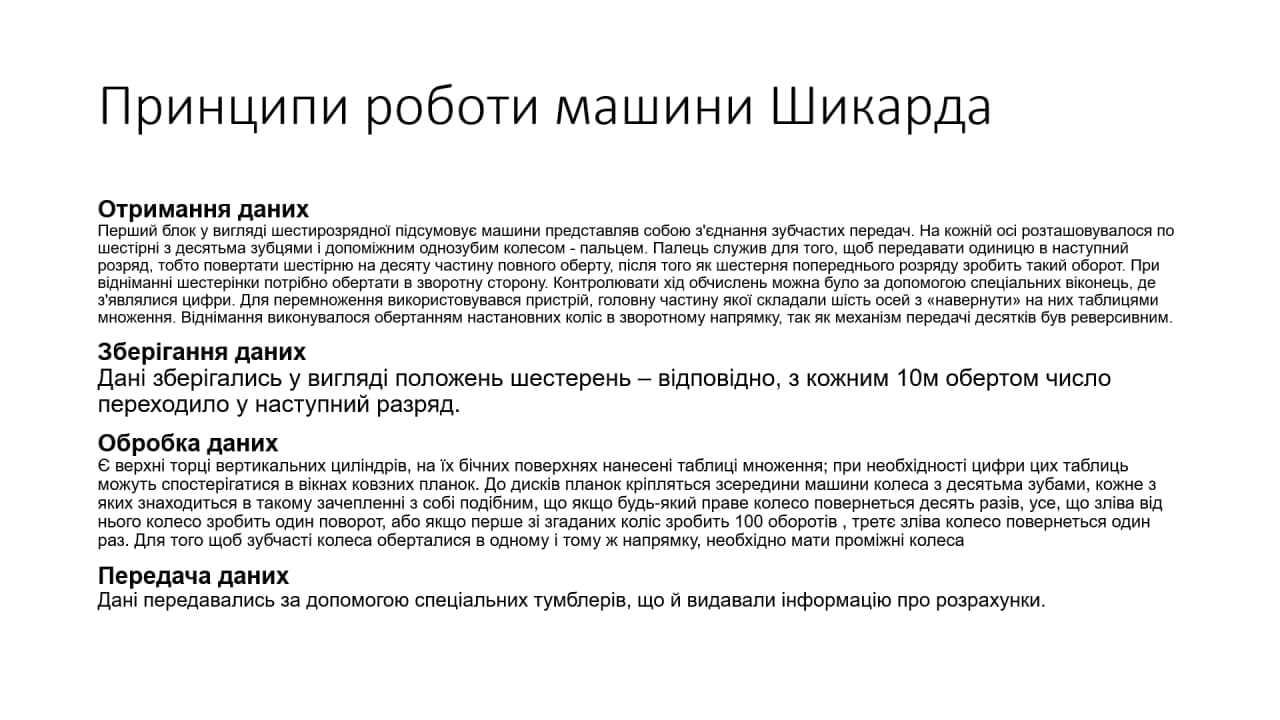 Принципи роботи машини Шикарда
Отримання даних
Перший блок у вигляді шестирозрядної підсумовує машини представляв собою з'єднання зубчастих передач. На кожній осі розташовувалося по
шестірні з десятьма зубцями і допоміжним однозубим колесом - пальцем. Палець служив для того, щоб передавати одиницю в наступний
розряд, тобто повертати шестірню на десяту частину повного оберту, після того як шестерня попереднього розряду зробить такий оборот. При
відніманні шестерінки потрібно обертати в зворотну сторону. Контролювати хід обчислень можна було за допомогою спеціальних віконець, де
з'являлися цифри. Для перемноження використовувався пристрій, головну частину якої складали шість осей з «навернути» на них таблицями
множення. Віднімання виконувалося обертанням настановних коліс в зворотному напрямку, так як механізм передачі десятків був реверсивним.
Зберігання даних
Дані зберігались у вигляді положень шестерень – відповідно, з кожним 10м обертом число
переходило у наступний разряд.
Обробка даних
Є верхні торці вертикальних циліндрів, на їх бічних поверхнях нанесені таблиці множення; при необхідності цифри цих таблиць
можуть спостерігатися в вікнах ковзних планок. До дисків планок кріпляться зсередини машини колеса з десятьма зубами, кожне з
яких знаходиться в такому зачепленні з собі подібним, що якщо будь-який праве колесо повернеться десять разів, усе, що зліва від
нього колесо зробить один поворот, або якщо перше зі згаданих коліс зробить 100 оборотів , третє зліва колесо повернеться один
раз. Для того щоб зубчасті колеса оберталися в одному і тому ж напрямку, необхідно мати проміжні колеса
Передача даних
Дані передавались за допомогою спеціальних тумблерів, що й видавали інформацію про розрахунки.